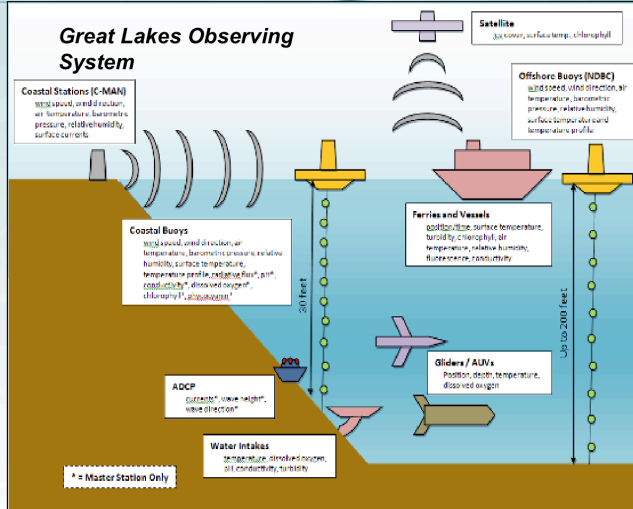 Great Lakes Observing
System
Satellite
ice cover, surface temp., chlorophyll
Coastal Stations (C-MAN)
wind speed, wind direction,
air temperature, barometric
pressure, relative humidity,
surface currents
Offshore Buoys (NDBC)
wind speed, wind direction, air
temperature, barometric
pressure, relative humidity,
surface temperature and
temperature profile
Coastal Buoys
wind speed, wind direction, air
temperature, barometric pressure, relative
humidity, surface temperature,
temperature profile, radiative flux*, pH*,
conductivity*, dissolved oxygen*,
chlorophyll*, phycocyanin*
Ferries and Vessels
position/time, surface temperature,
turbidity, chlorophyll, air
temperature, relative humidity,
fluorescence, conductivity
30 feet
Up to 200 feet
Gliders / AUVs
Position, depth, temperature,
dissolved oxygen
ADCP
currents*, wave height*,
wave direction*
Water Intakes
temperature, dissolved oxygen,
pH, conductivity, turbidity
* = Master Station Only